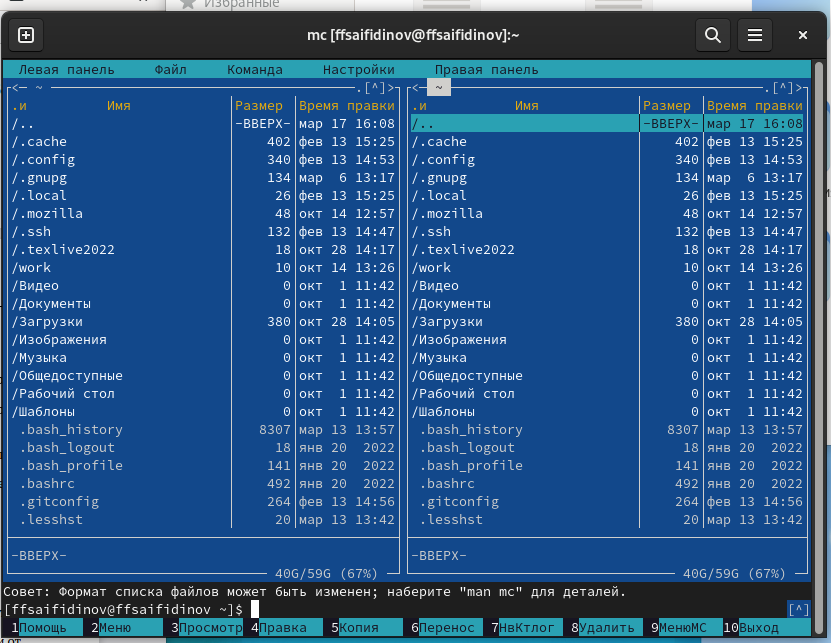 Избранные
mc [ffsaifidinov@ffsaifidinov]:~
Левая панель Файл Команда Настройки Правая панель
<─ ~ .[^]> <─ ~ .[^]>
.и Имя Размер Время правки .и Имя Размер Время правки
/.. -ВВЕРХ- мар 17 16:08 /.. -ВВЕРХ- мар 17 16:08
/.cache 402 фев 13 15:25 /.cache 402 фев 13 15:25
/.config 340 фев 13 14:53 /.config 340 фев 13 14:53
/.gnupg 134 мар 6 13:17 /.gnupg 134 мар 6 13:17
/.local 26 фев 13 15:25 /.local 26 фев 13 15:25
/.mozilla 48 окт 14 12:57 /.mozilla 48 окт 14 12:57
/.ssh 132 фев 13 14:47 /.ssh 132 фев 13 14:47
/.texlive2022 18 окт 28 14:17 /.texlive2022 18 окт 28 14:17
/work 10 окт 14 13:26 /work 10 окт 14 13:26
/Видео 0 окт 1 11:42 /Видео 0 окт 1 11:42
/Документы 0 окт 1 11:42 /Документы 0 окт 1 11:42
/Загрузки 380 окт 28 14:05 /Загрузки 380 окт 28 14:05
/Изображения 0 окт 1 11:42 /Изображения 0 окт 1 11:42
/Музыка 0 окт 1 11:42 /Музыка 0 окт 1 11:42
/Общедоступные 0 окт 1 11:42 /Общедоступные 0 окт 1 11:42
/Рабочий стол 0 окт 1 11:42 /Рабочий стол 0 окт 1 11:42
/Шаблоны 0 окт 1 11:42 /Шаблоны 0 окт 1 11:42
.bash_history 8307 мар 13 13:57 .bash_history 8307 мар 13 13:57
.bash_logout 18 янв 20 2022 .bash_logout 18 янв 20 2022
.bash_profile 141 янв 20 2022 .bash_profile 141 янв 20 2022
.bashrc 492 янв 20 2022 .bashrc 492 янв 20 2022
.gitconfig 264 фев 13 14:56 .gitconfig 264 фев 13 14:56
.lesshst 20 мар 13 13:42 .lesshst 20 мар 13 13:42
-ВВЕРХ- -ВВЕРХ-
40G/59G (67%) 40G/59G (67%)
Совет: Формат списка файлов может быть изменен; наберите "man mc" для деталей.
[ffsaifidinov@ffsaifidinov ~]$ [^]
1Помощь 2Меню 3Просмотр 4Правка 5Копия 6Перенос 7НвКтлог 8Удалить 9МенюМС 10Выход